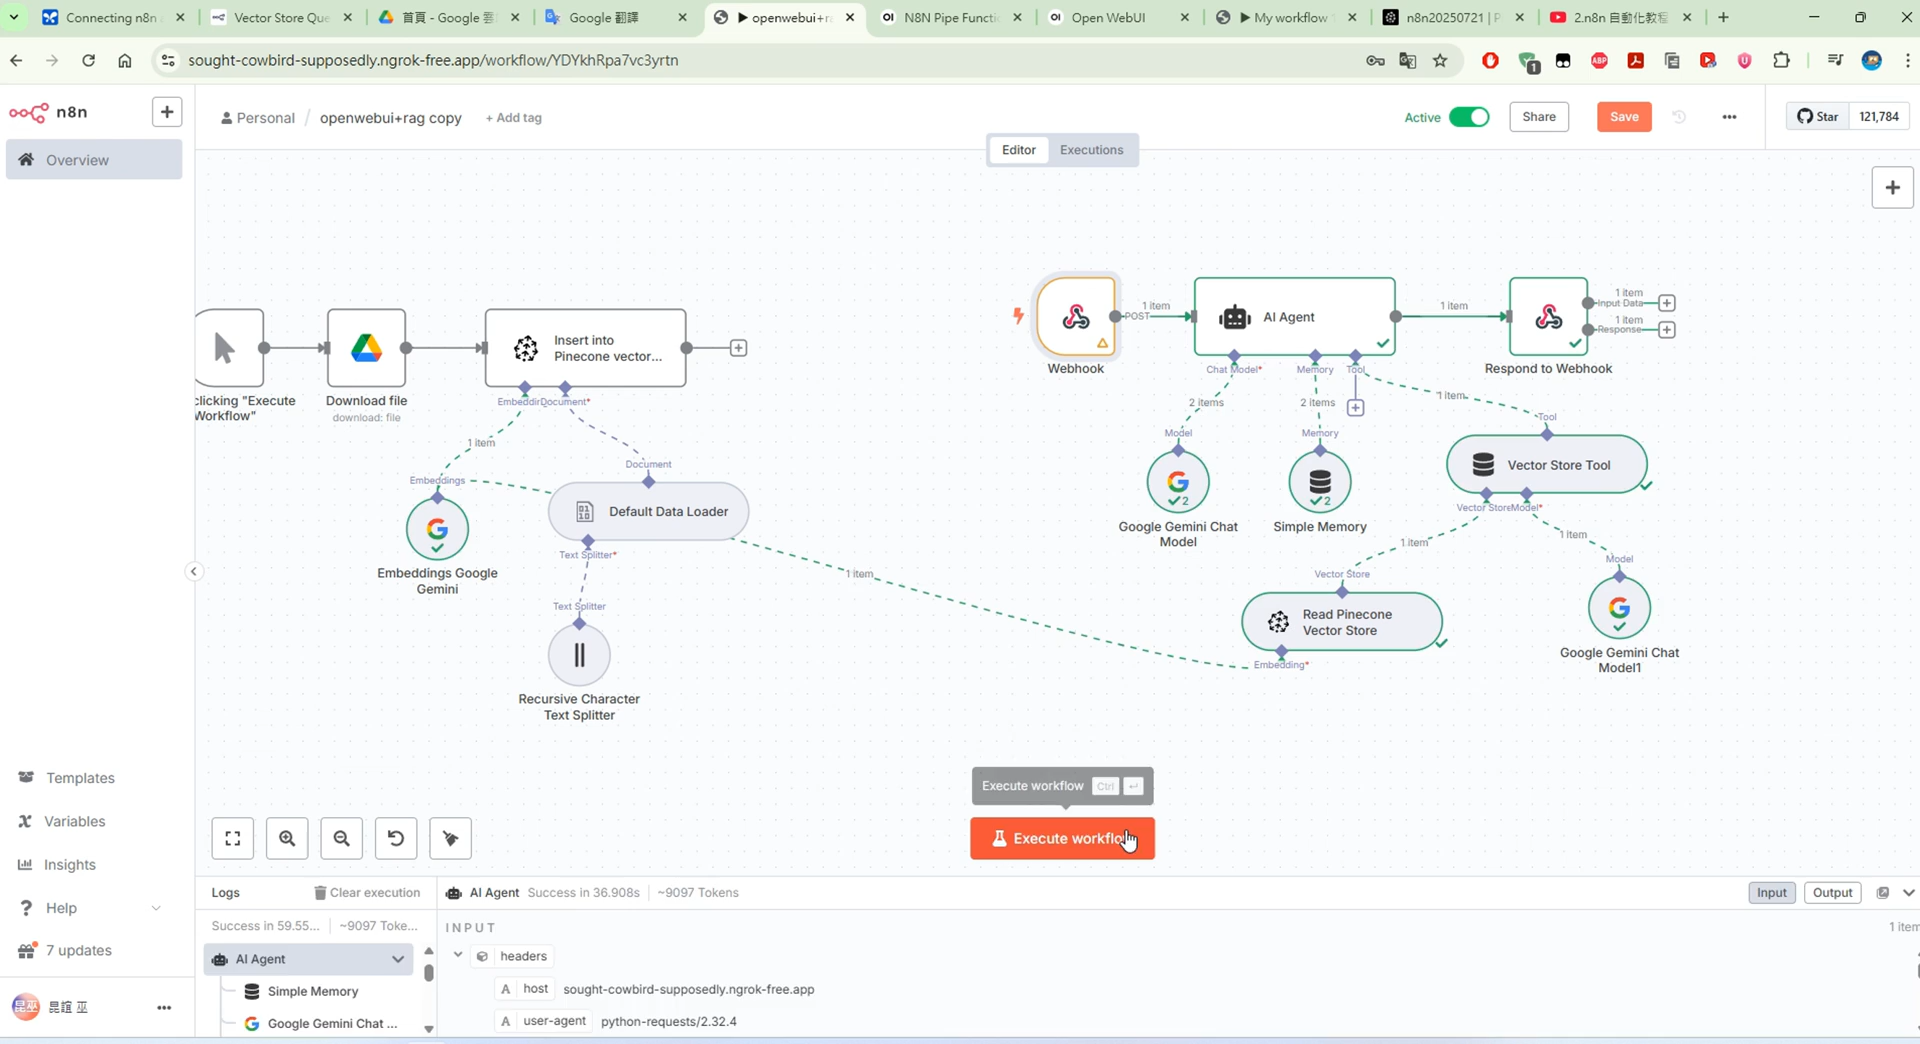 Connecting n8n
Vector Store Que
首頁 - Google 雲
Google 翻譯
▶ openwebui+r
N8N Pipe Functi
Open WebUI
▶ My workflow
n8n20250721 | P
2.n8n 自動化教程
sought-cowbird-supposedly.ngrok-free.app/workflow/YDYkhRpa7vc3yrtn
1
ABP
n8n
Personal / openwebui+rag copy + Add tag
Active
Share
Save
Star 121,784
Overview
Editor Executions
clicking "Execute
Workflow"
Download file
download: file
Insert into
Pinecone vector...
Document*
1 item
Embeddings
Embeddings Google
Gemini
Document
Default Data Loader
Text Splitter*
Text Splitter
Recursive Character
Text Splitter
1 item
Webhook
1 item
POST
AI Agent
Chat Model*
Memory
Tool
1 item
Respond to Webhook
1 item
Input Data
1 item
Response
2 items
Model
Google Gemini Chat
Model
2
2 items
Memory
Simple Memory
2
1 item
Tool
Vector Store Tool
Vector Store
Model*
1 item
Vector Store
Read Pinecone
Vector Store
Embedding*
1 item
Model
Google Gemini Chat
Model1
Templates
Variables
Insights
Help
7 updates
昆諠 巫
Execute workflow Ctrl
Execute workflo
Logs
Clear execution
AI Agent Success in 36.908s ~9097 Tokens
Input
Output
Success in 59.55... ~9097 Toke...
AI Agent
Simple Memory
Google Gemini Chat ...
INPUT
1 item
headers
A host sought-cowbird-supposedly.ngrok-free.app
A user-agent python-requests/2.32.4